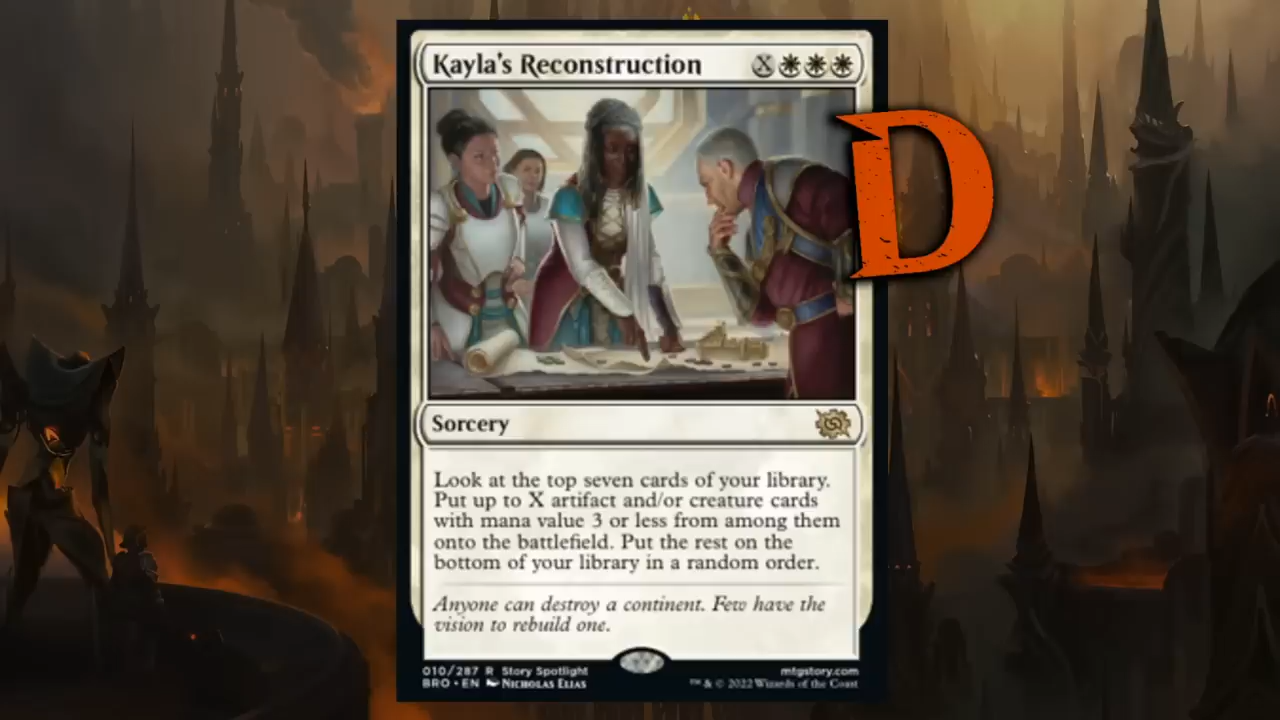 Kayla's Reconstruction X
D
Sorcery
Look at the top seven cards of your library.
Put up to X artifact and/or creature cards
with mana value 3 or less from among them
onto the battlefield. Put the rest on the
bottom of your library in a random order.
Anyone can destroy a continent. Few have the
vision to rebuild one.
010/287 R Story Spotlight
mtgstory.com
BRO • EN Nicholas Elias
™ & © 2022 Wizards of the Coast